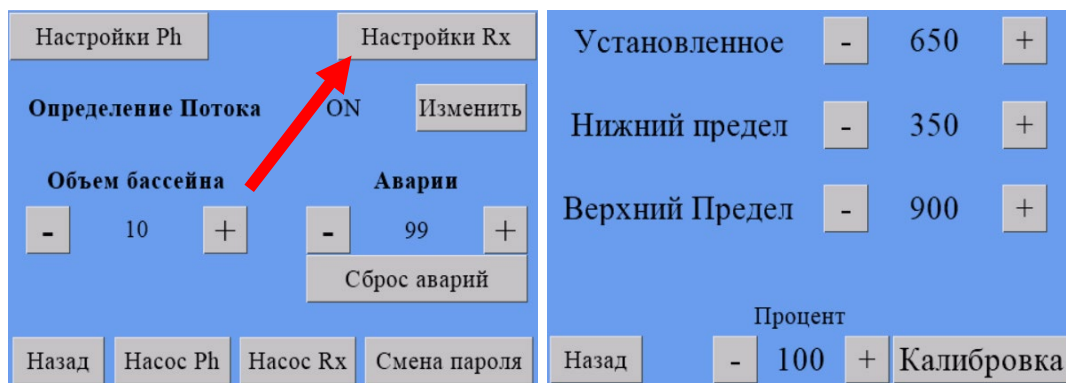 Настройки Ph
Настройки Rx
Определение Потока ON Изменить
Объем бассейна
Аварии
- 10 +
- 99 +
Сброс аварий
Назад Насос Ph Насос Rx Смена пароля
Установленное - 650 +
Нижний предел - 350 +
Верхний Предел - 900 +
Процент
Назад - 100 + Калибровка